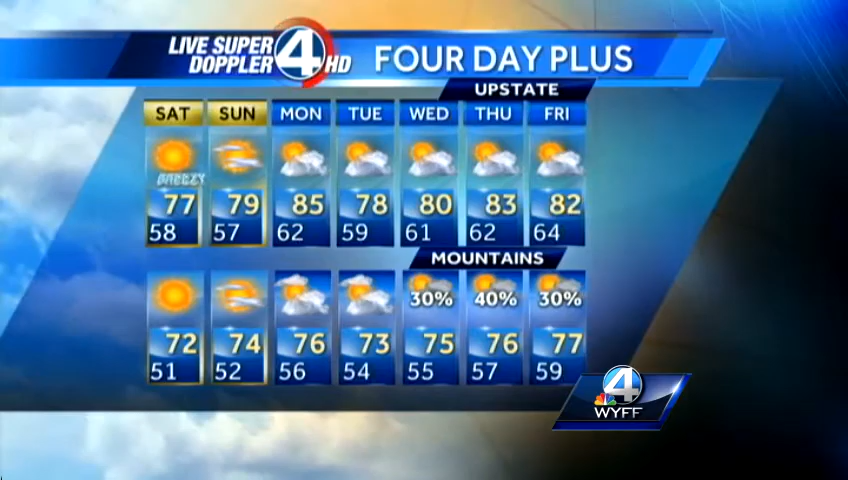 LIVE SUPER DOPPLER 4 HD
FOUR DAY PLUS
UPSTATE
SAT SUN MON TUE WED THU FRI
BREEZY
77 79 85 78 80 83 82
58 57 62 59 61 62 64
MOUNTAINS
30% 40% 30%
72 74 76 73 75 76 77
51 52 56 54 55 57 59
4
WYFF